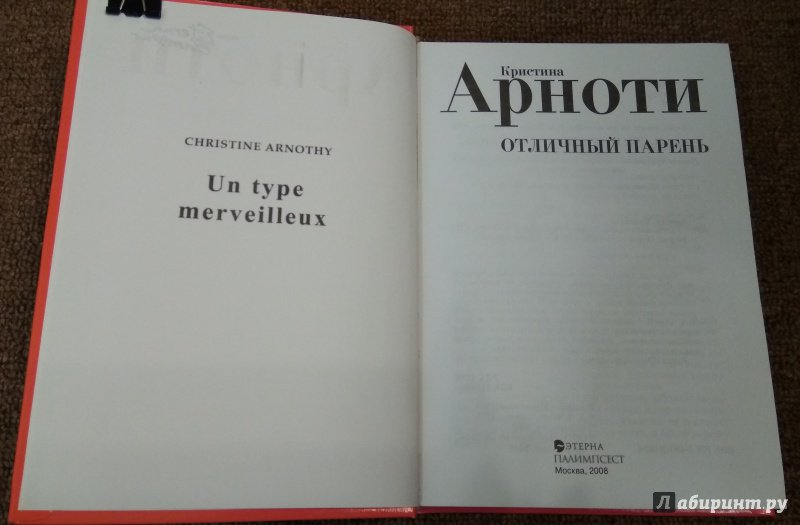 CHRISTINE ARNOTHY
Un type
merveilleux
Кристина
Арноти
ОТЛИЧНЫЙ ПАРЕНЬ
ЭТЕРНА
ПАЛИМПСЕСТ
Москва, 2008
Лабиринт.ру